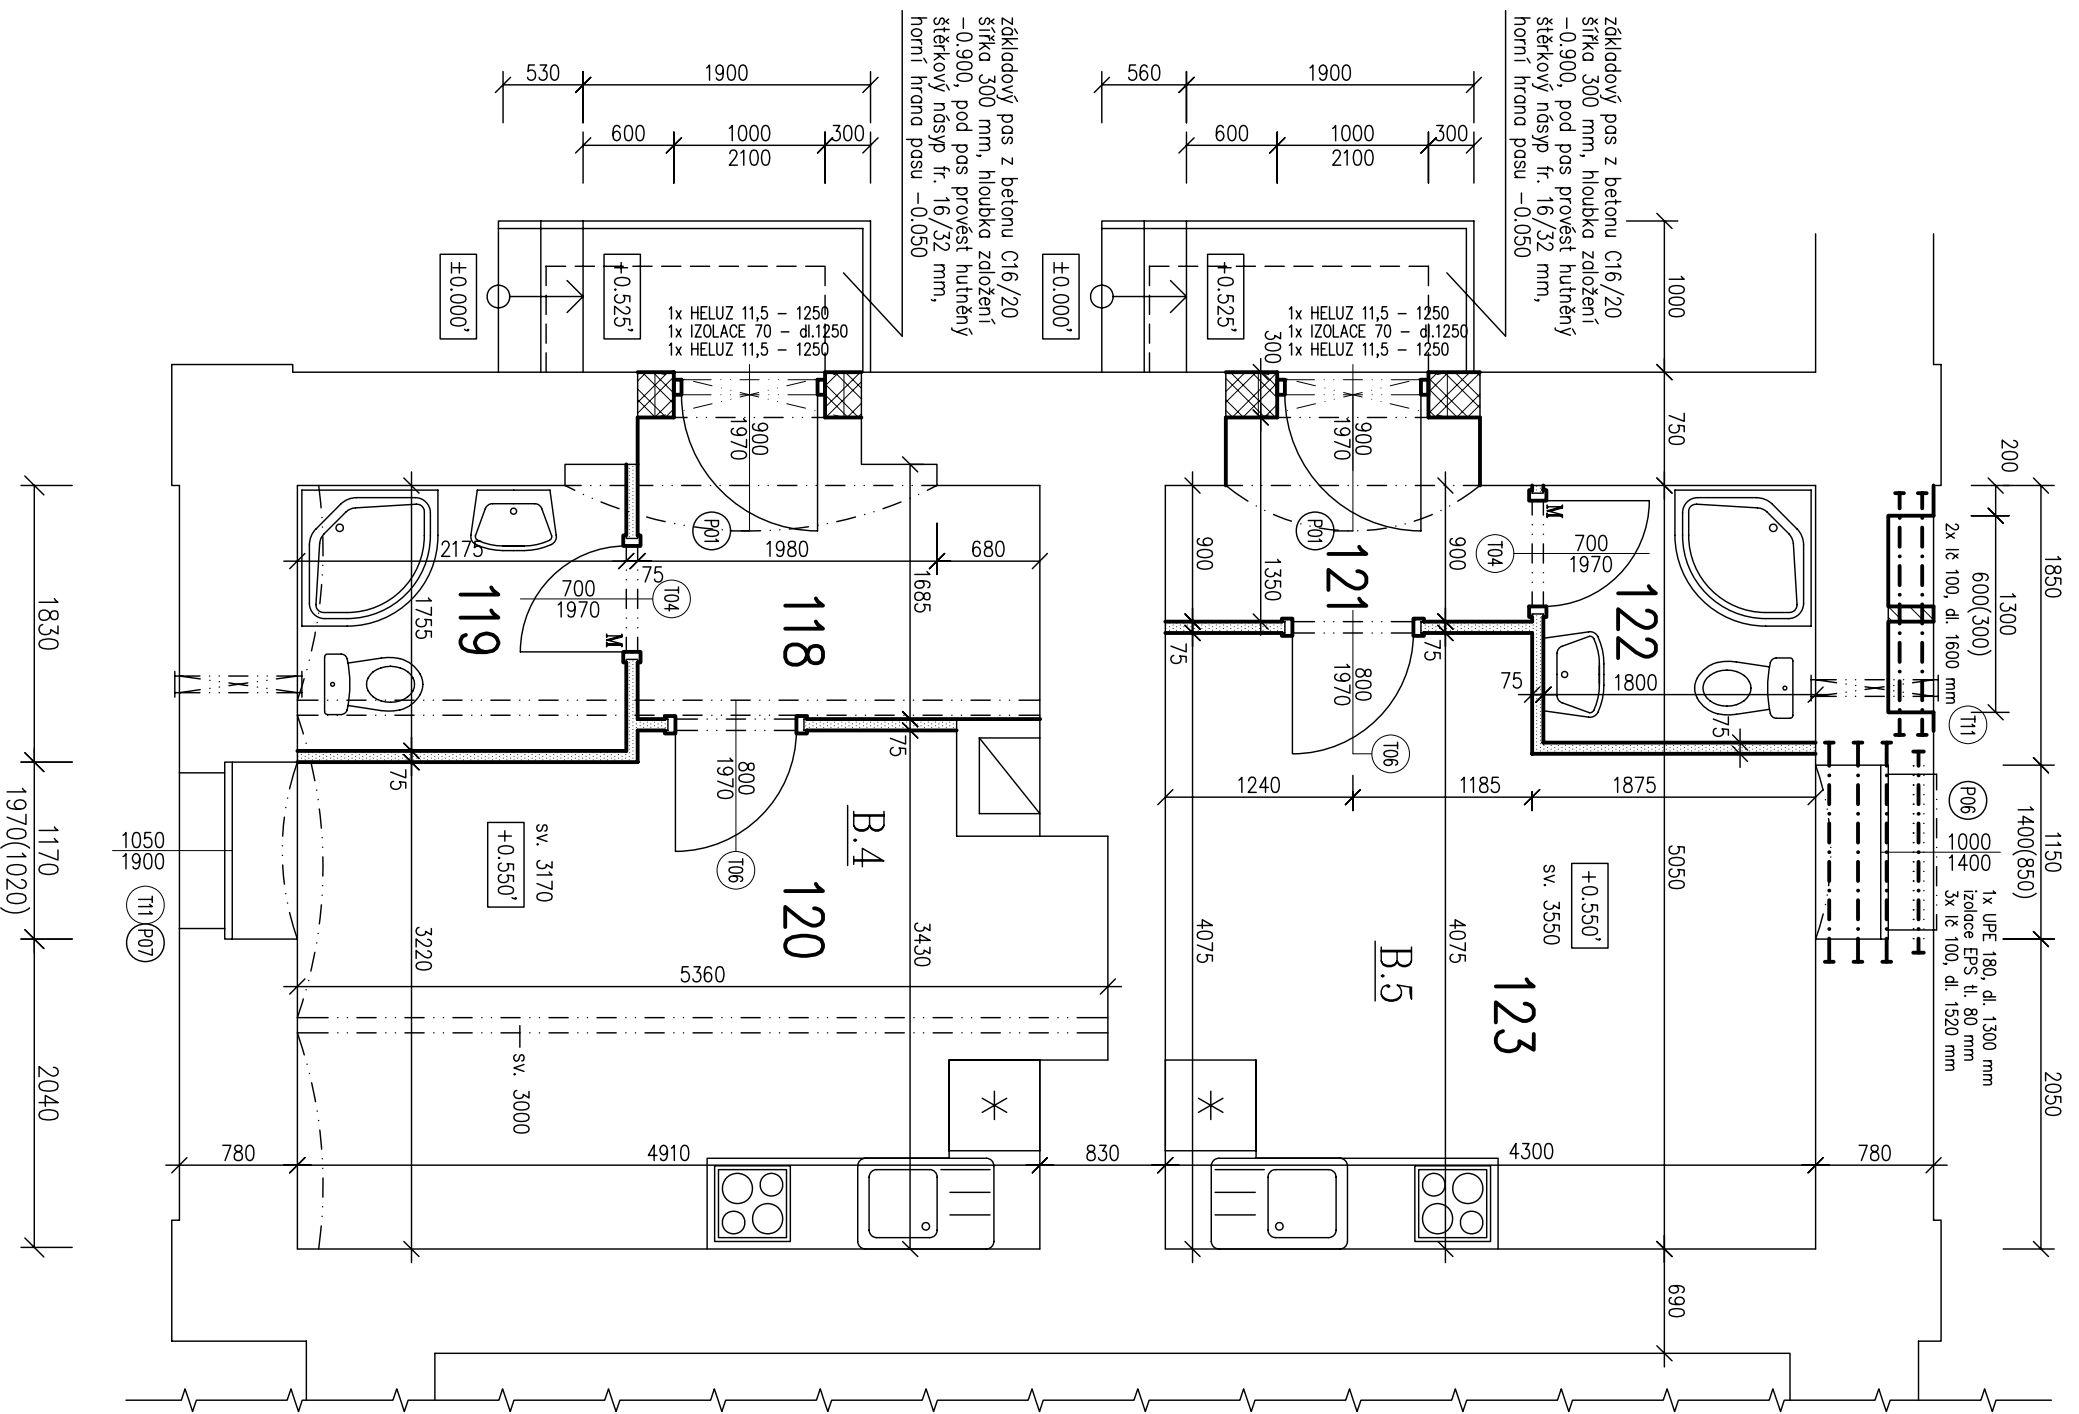 základový pas z betonu C16/20
šířka 300 mm, hloubka založení
-0.900, pod pas provést hutněný
štěrkový násyp fr. 16/32 mm,
horní hrana pasu -0.050
základový pas z betonu C16/20
šířka 300 mm, hloubka založení
-0.900, pod pas provést hutněný
štěrkový násyp fr. 16/32 mm,
horní hrana pasu -0.050
530
1900
560
1900
600
1000
2100
300
600
1000
2100
300
±0.000'
+0.525'
1x HELUZ 11,5 - 1250
1x IZOLACE 70 - dl.1250
1x HELUZ 11,5 - 1250
±0.000'
+0.525'
1x HELUZ 11,5 - 1250
1x IZOLACE 70 - dl.1250
1x HELUZ 11,5 - 1250
300
1000
750
200
900
1970
P01
900
1970
P01
2175
75
1980
680
1685
1755
119
700
1970
T04
M
118
75
75
900
1350
900
121
T04
700
1970
M
122
75
75
75
1800
75
800
1970
T06
800
1970
T06
1850
1300
600(300)
2x Ič 100, dl. 1600 mm
T11
P06
1000
1400
1150
1400(850)
1x UPE 180, dl. 1300 mm
izolace EPS tl. 80 mm
3x Ič 100, dl. 1520 mm
2050
1830
1170
1970(1020)
2040
1050
1900
T11
P07
1240
1185
1875
5050
B.4
sv. 3170
+0.550'
120
3220
3430
5360
sv. 3000
+0.550'
sv. 3550
B.5
123
4075
4075
780
4910
830
4300
780
690